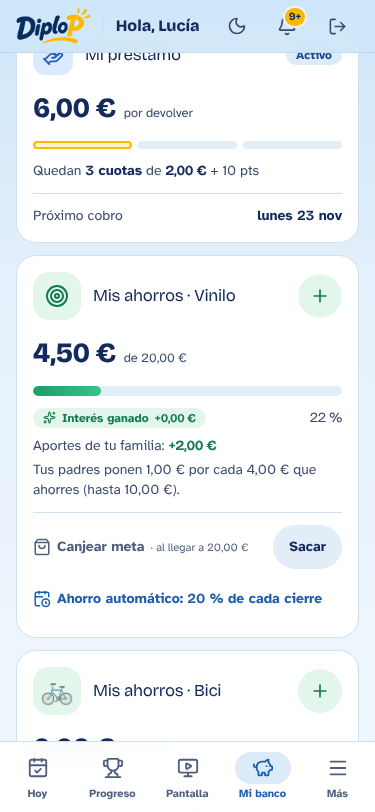 DiploP
Hola, Lucía
9+
Mi préstamo
Activo
6,00 € por devolver
Quedan 3 cuotas de 2,00 € + 10 pts
Próximo cobro
lunes 23 nov
Mis ahorros · Vinilo
4,50 € de 20,00 €
Interés ganado +0,00 €
22 %
Aportes de tu familia: +2,00 €
Tus padres ponen 1,00 € por cada 4,00 € que
ahorres (hasta 10,00 €).
Canjear meta · al llegar a 20,00 €
Sacar
Ahorro automático: 20 % de cada cierre
Mis ahorros · Bici
Hoy
Progreso
Pantalla
Mi banco
Más